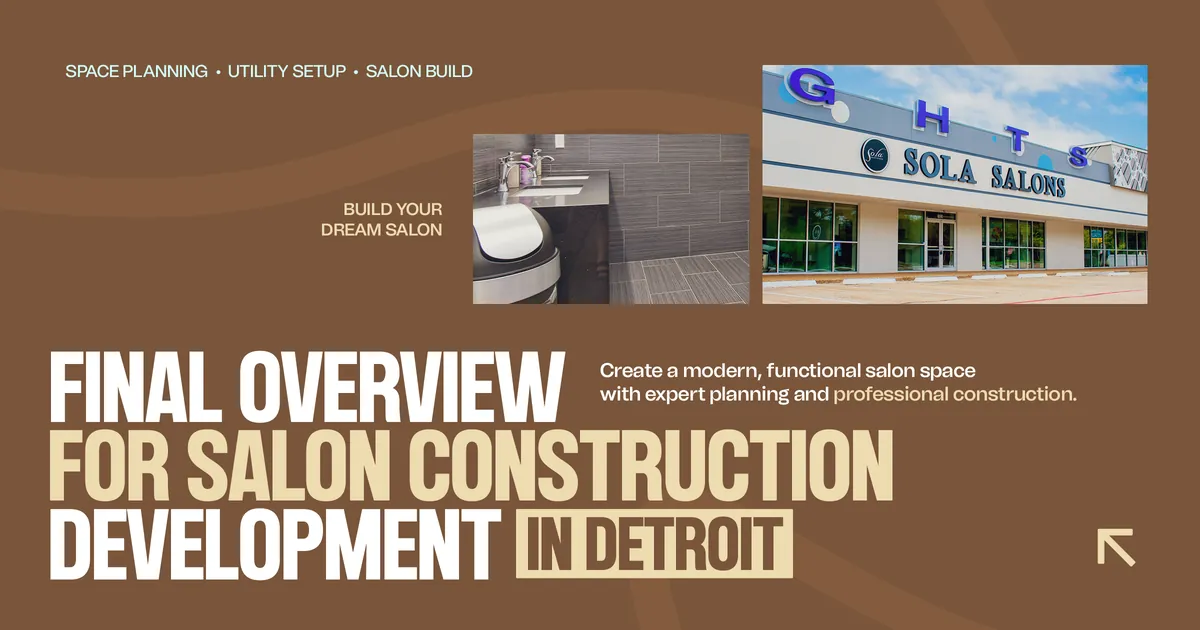 SPACE PLANNING • UTILITY SETUP • SALON BUILD
BUILD YOUR
DREAM SALON
G H T S
Sola
SOLA SALONS
FINAL OVERVIEW
FOR SALON CONSTRUCTION
DEVELOPMENT IN DETROIT
Create a modern, functional salon space
with expert planning and professional construction.